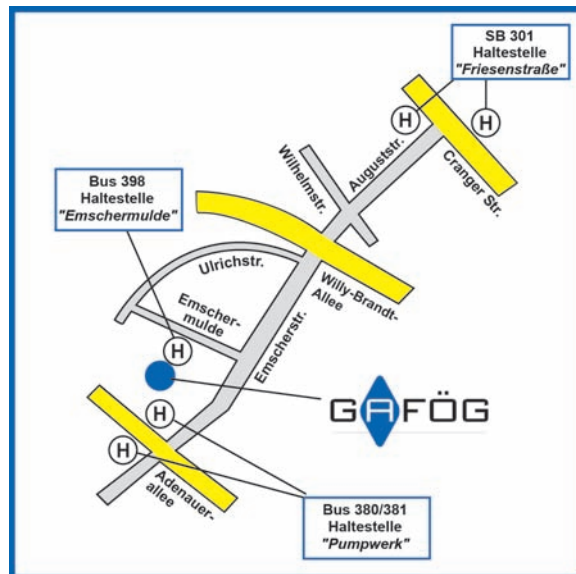 SB 301
Haltestelle
"Friesenstraße"
H
H
Wilhelmstr.
Auguststr.
Cranger Str.
Bus 398
Haltestelle
"Emschermulde"
Ulrichstr.
Willy-Brandt-
Allee
Emscher-
mulde
Emscherstr.
H
GAFÖG
H
H
Adenauer-
allee
Bus 380/381
Haltestelle
"Pumpwerk"